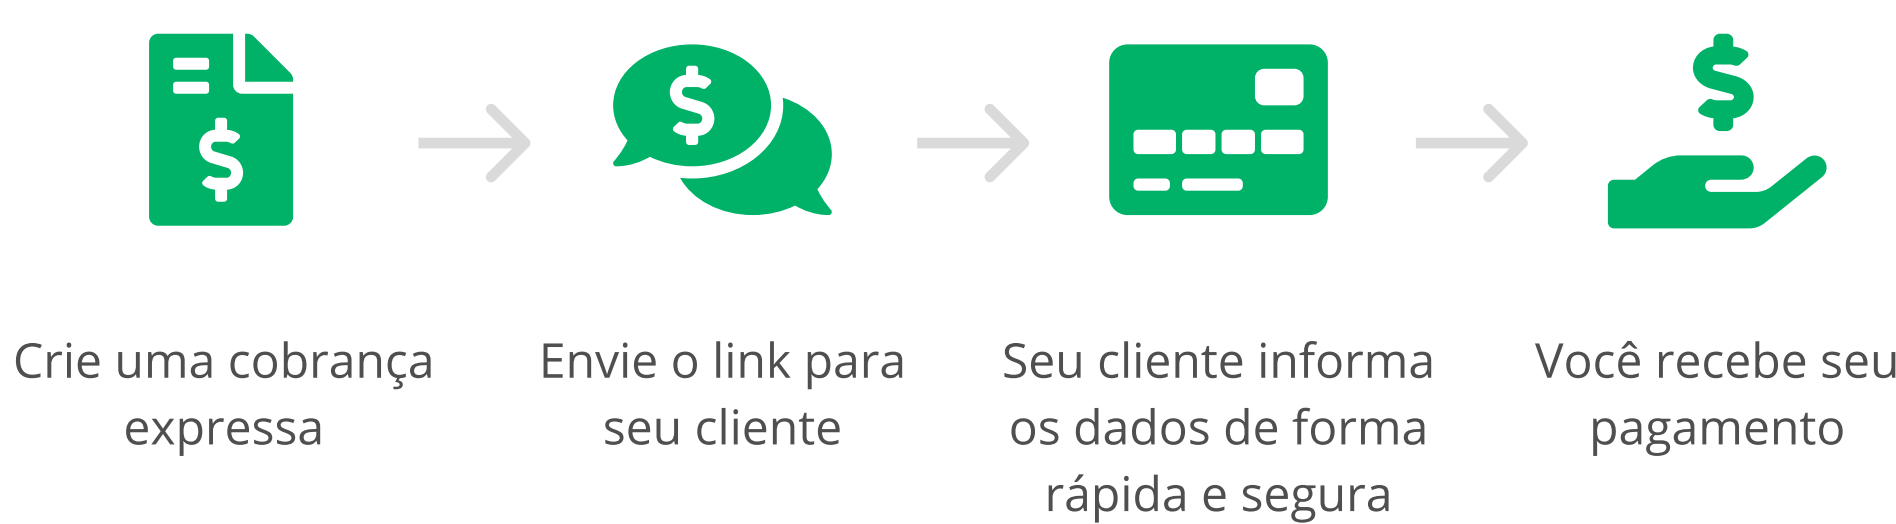 Crie uma cobrança
expressa
Envie o link para
seu cliente
Seu cliente informa
os dados de forma
rápida e segura
Você recebe seu
pagamento